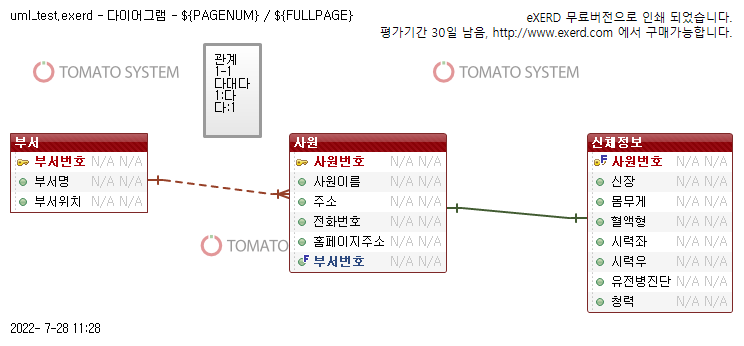 uml_test,exerd - 다이어그램 - ${PAGENUM} / ${FULLPAGE}
eXERD 무료버전으로 인쇄 되었습니다.
평가기간 30일 남음, http://www.exerd.com 에서 구매가능합니다.
TOMATO SYSTEM
관계
1-1
다대다
1:다
다:1
TOMATO SYSTEM
부서
부서번호 N/A N/A
부서명 N/A N/A
부서위치 N/A N/A
사원
사원번호 N/A N/A
사원이름 N/A N/A
주소 N/A N/A
전화번호 N/A N/A
홈페이지주소 N/A N/A
F 부서번호 N/A N/A
TOMATO
신체정보
F 사원번호 N/A N/A
신장 N/A N/A
몸무게 N/A N/A
혈액형 N/A N/A
시력좌 N/A N/A
시력우 N/A N/A
유전병진단 N/A N/A
청력 N/A N/A
2022- 7-28 11:28